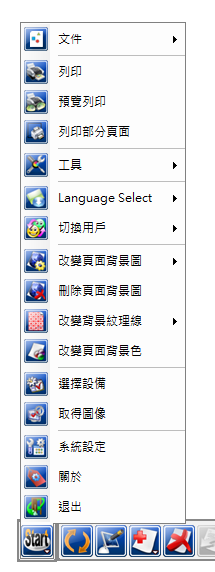 文件
列印
預覽列印
列印部分頁面
工具
Language Select
切換用戶
改變頁面背景圖
刪除頁面背景圖
改變背景紋理線
改變頁面背景色
選擇設備
取得圖像
系統設定
關於
退出
Start